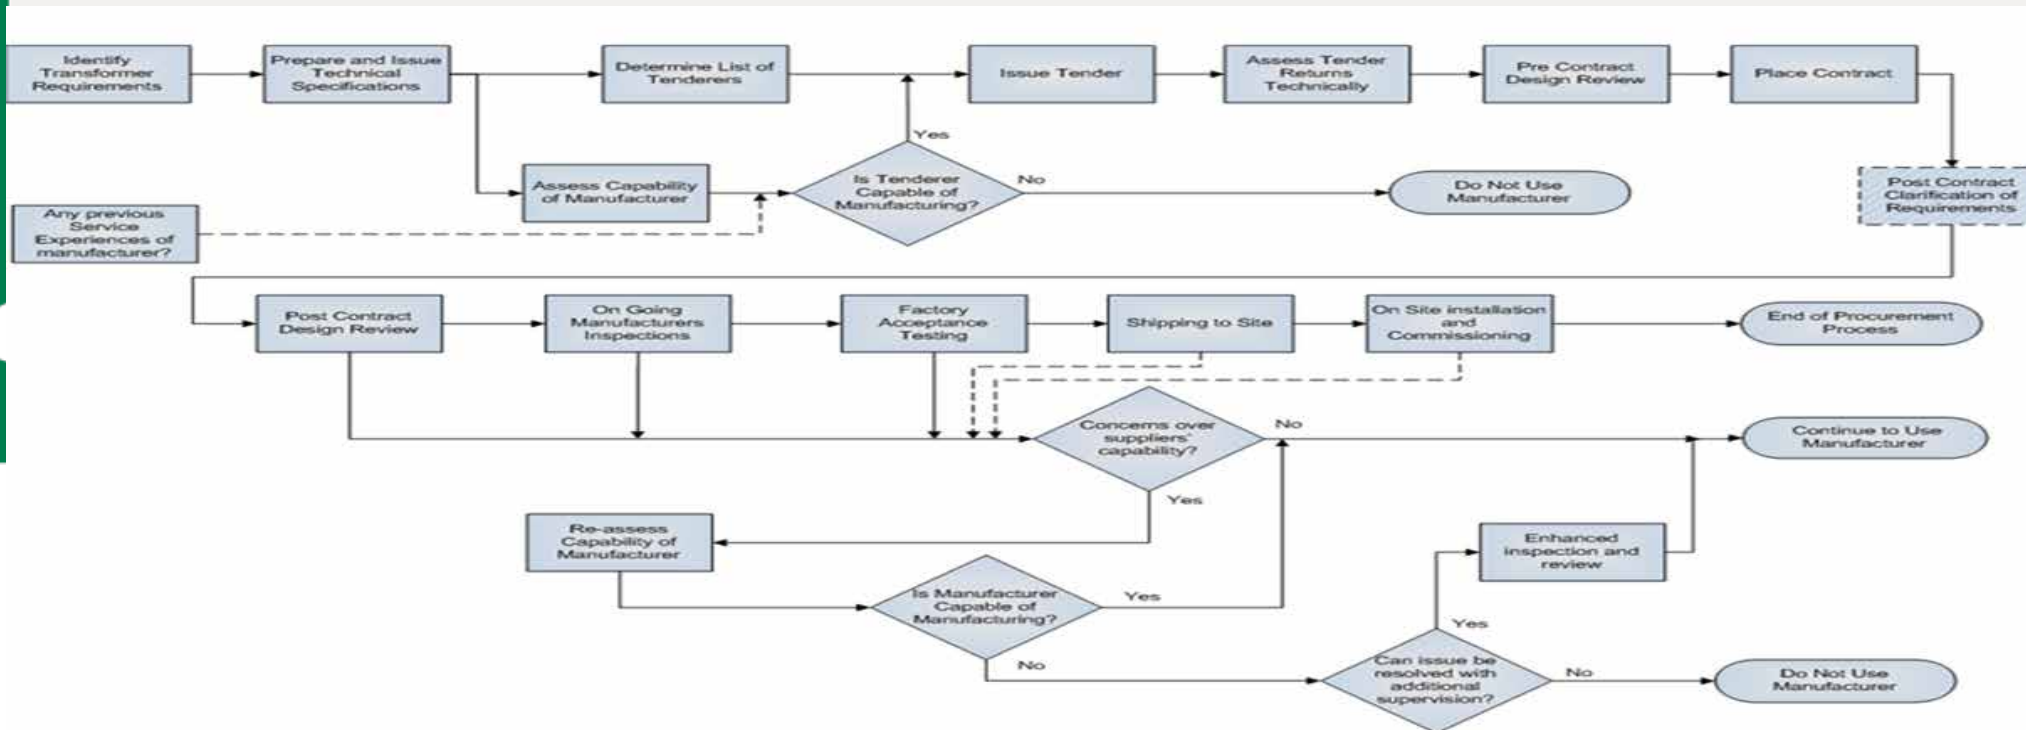 Identify
Transformer
Requirements
Prepare and Issue
Technical
Specifications
Determine List of
Tenderers
Issue Tender
Assess Tender
Returns
Technically
Pre Contract
Design Review
Place Contract
Yes
Assess Capability
of Manufacturer
Is Tenderer
Capable of
Manufacturing?
No
Do Not Use
Manufacturer
Post Contract
Clarification of
Requirements
Any previous
Service
Experiences of
manufacturer?
Post Contract
Design Review
On Going
Manufacturers
Inspections
Factory
Acceptance
Testing
Shipping to Site
On Site installation
and
Commissioning
End of Procurement
Process
Concerns over
suppliers'
capability?
No
Continue to Use
Manufacturer
Yes
Re-assess
Capability of
Manufacturer
Enhanced
inspection and
review
Is Manufacturer
Capable of
Manufacturing?
Yes
No
Yes
Can issue be
resolved with
additional
supervision?
No
Do Not Use
Manufacturer